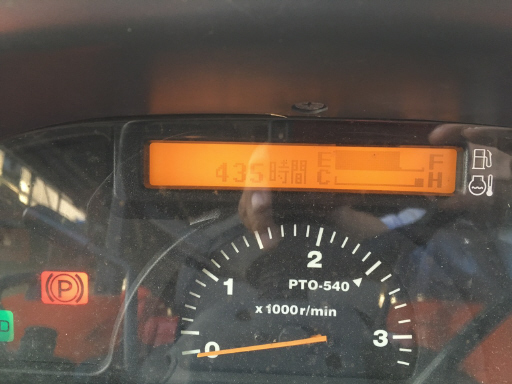 E F
435時間 C H
2
1 PTO-540
x1000r/min
P
3
D
0